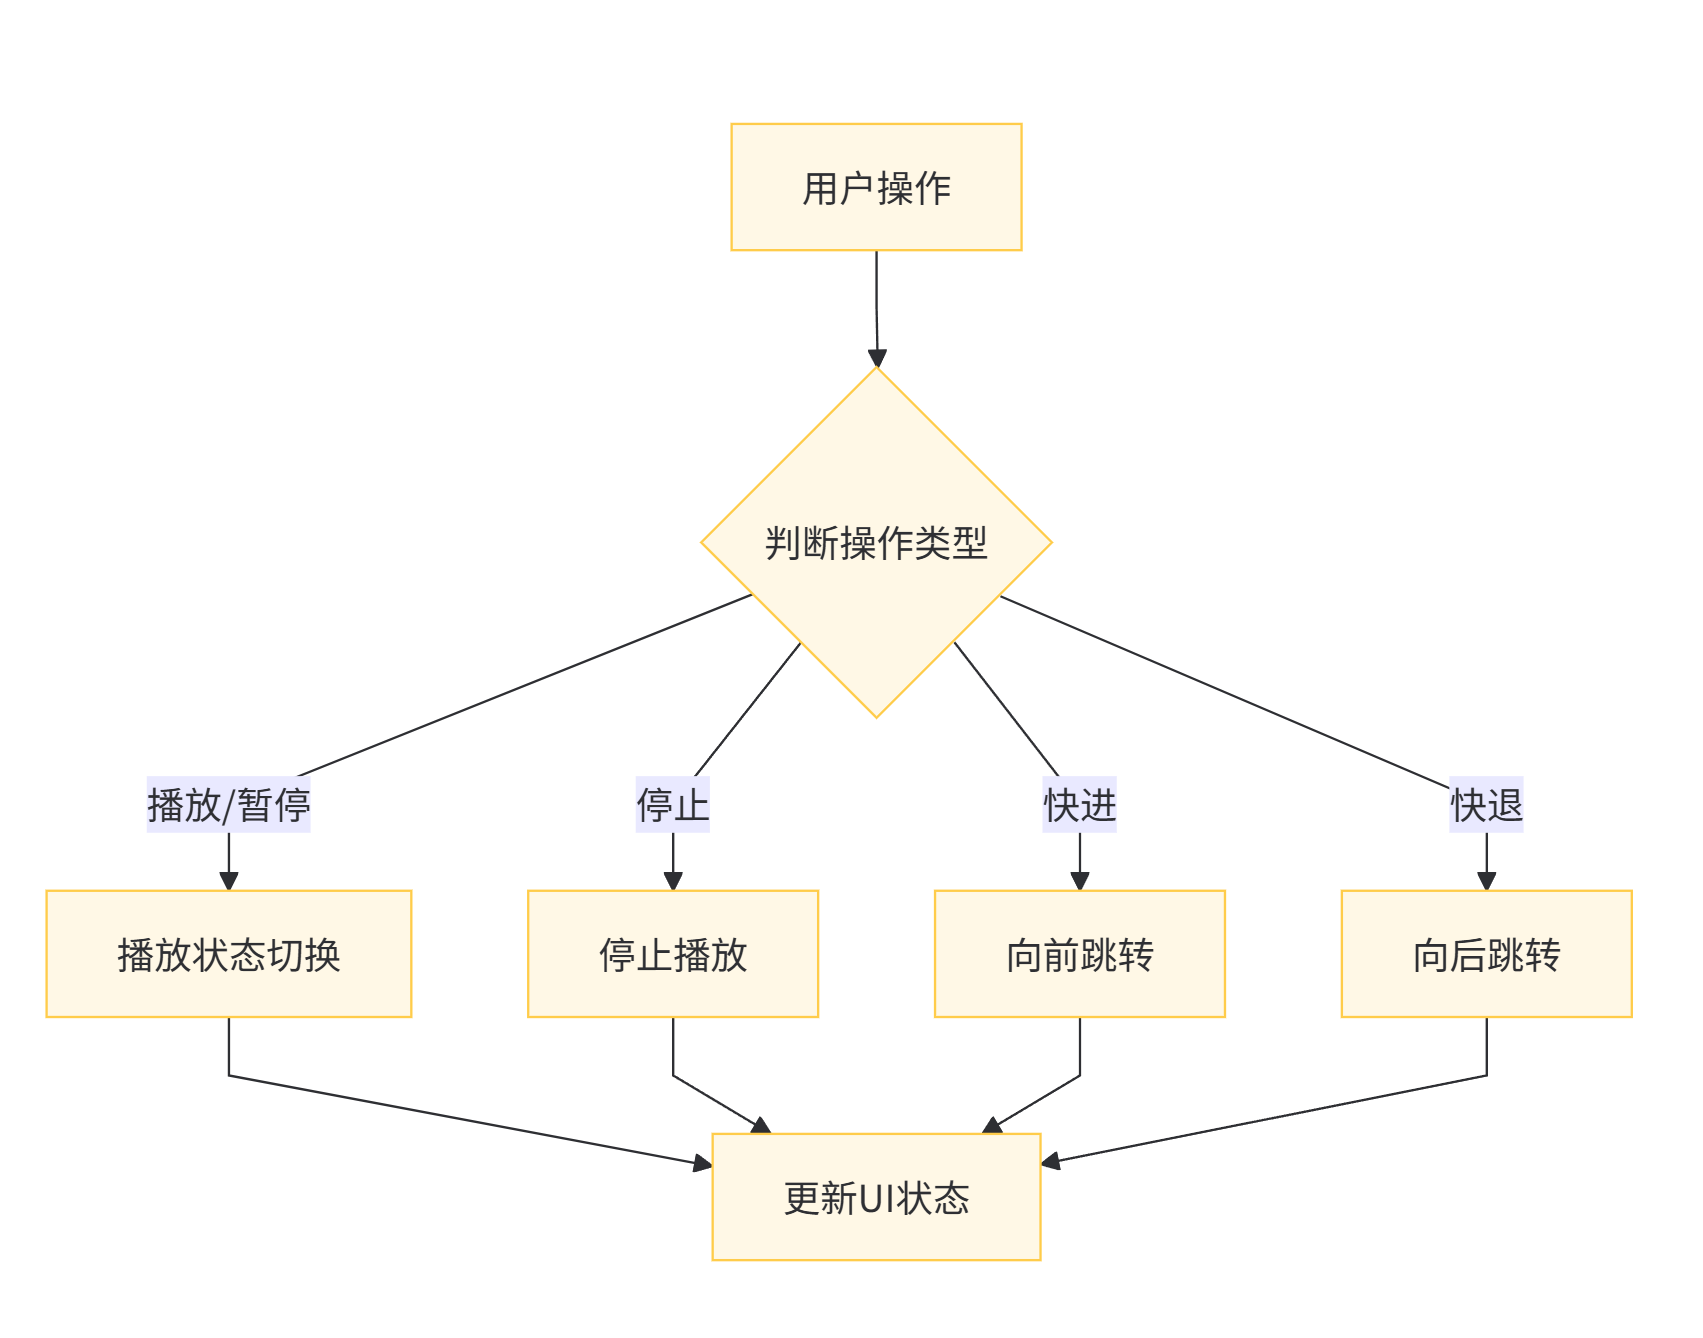 用户操作
判断操作类型
播放/暂停
停止
快进
快退
播放状态切换
停止播放
向前跳转
向后跳转
更新UI状态